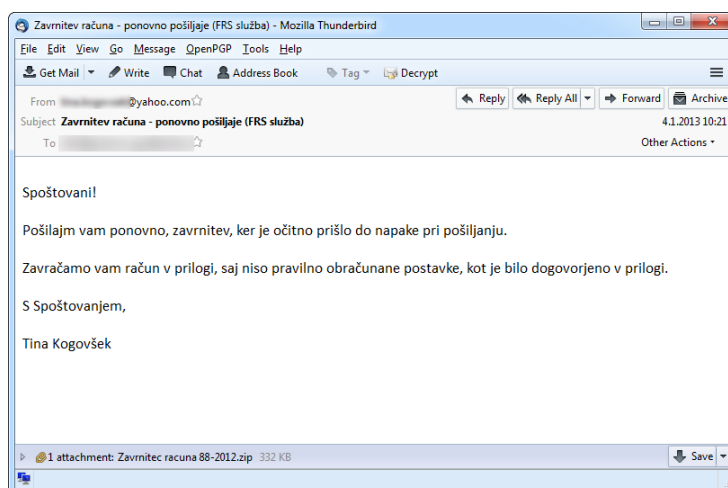 Zavrnitev računa - ponovno pošiljaje (FRS služba) - Mozilla Thunderbird
File Edit View Go Message OpenPGP Tools Help
Get Mail Write Chat Address Book Tag Decrypt
From @yahoo.com Reply Reply All Forward Archive
Subject Zavrnitev računa - ponovno pošiljaje (FRS služba) 4.1.2013 10:21
To Other Actions
Spoštovani!
Pošilajm vam ponovno, zavrnitev, ker je očitno prišlo do napake pri pošiljanju.
Zavračamo vam račun v prilogi, saj niso pravilno obračunane postavke, kot je bilo dogovorjeno v prilogi.
S Spoštovanjem,
Tina Kogovšek
1 attachment: Zavrnitec racuna 88-2012.zip 332 KB Save